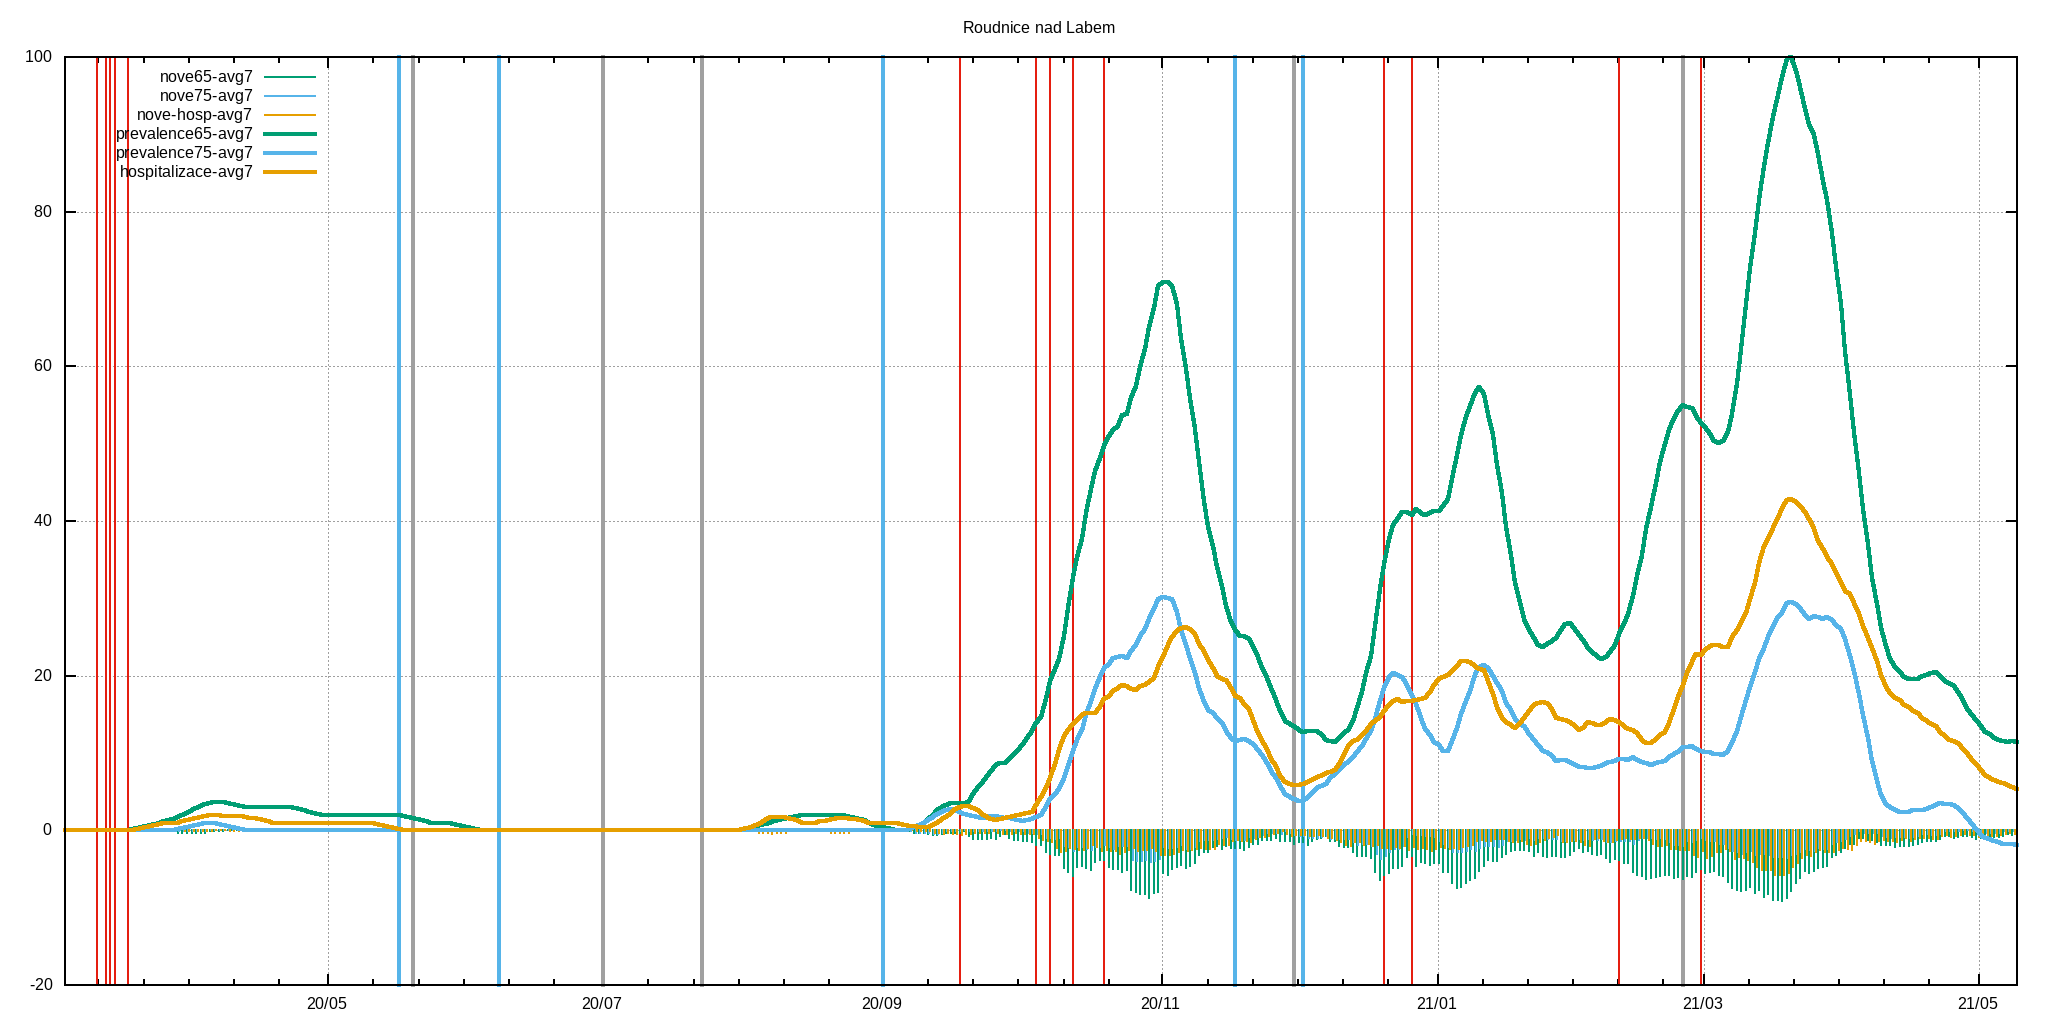 Roudnice nad Labem
100
80
60
40
20
0
-20
nove65-avg7
nove75-avg7
nove-hosp-avg7
prevalence65-avg7
prevalence75-avg7
hospitalizace-avg7
20/05 20/07 20/09 20/11 21/01 21/03 21/05